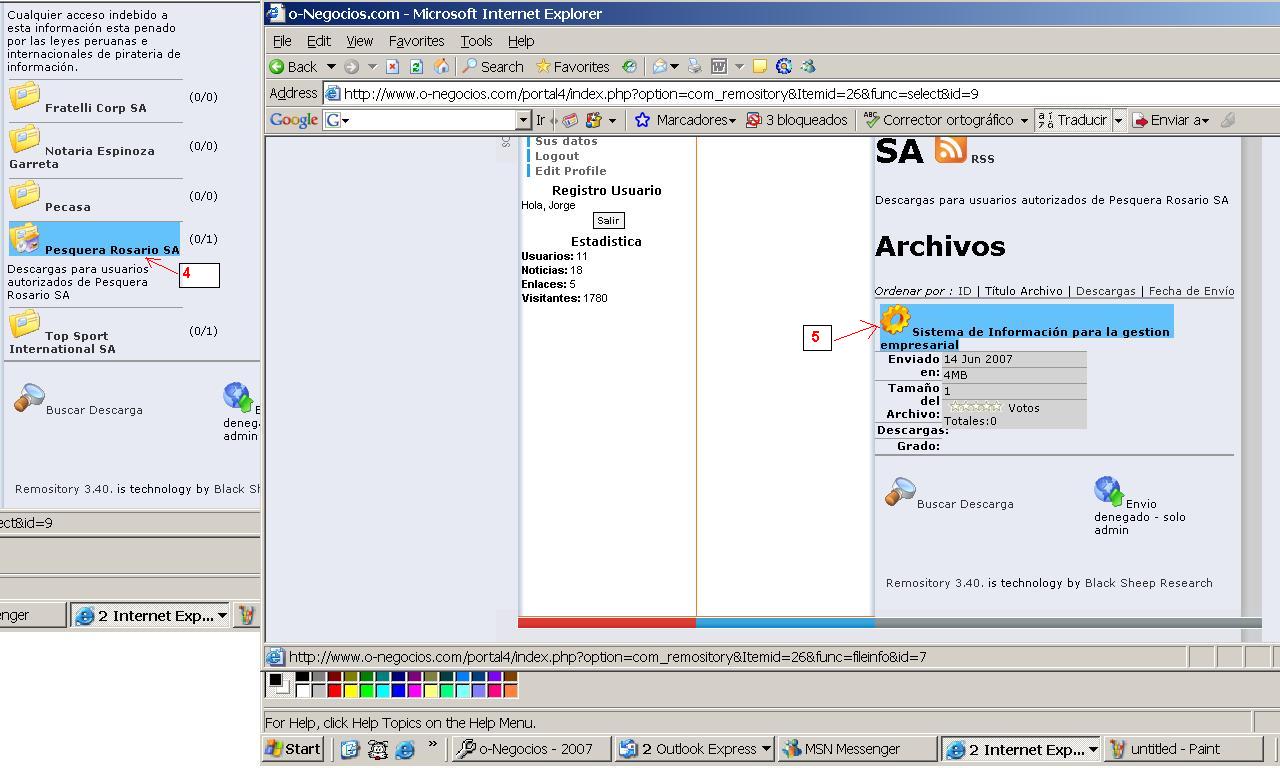 Cualquier acceso indebido a
esta información esta penado
por las leyes peruanas e
internacionales de pirateria de
información.
Fratelli Corp SA (0/0)
Notaria Espinoza (0/0)
Garreta
Pecasa (0/0)
Pesquera Rosario SA (0/1)
4
Descargas para usuarios
autorizados de Pesquera
Rosario SA
Top Sport (0/1)
International SA
Buscar Descarga
E
deneg
admin
Remository 3.40. is technology by Black SH
ect&id=9
enger
2 Internet Exp...
o-Negocios.com - Microsoft Internet Explorer
File Edit View Favorites Tools Help
Back Search Favorites
Address http://www.o-negocios.com/portal4/index.php?option=com_remository&Itemid=26&func=select&id=9
Google G Ir Marcadores 3 bloqueados Corrector ortográfico Traducir Enviar a
Sus datos
Logout
Edit Profile
Registro Usuario
Hola, Jorge
Salir
Estadistica
Usuarios: 11
Noticias: 18
Enlaces: 5
Visitantes: 1780
SA RSS
Descargas para usuarios autorizados de Pesquera Rosario SA
Archivos
Ordenar por : ID | Título Archivo | Descargas | Fecha de Envío
5
Sistema de Información para la gestion
empresarial
Enviado
en:
Tamaño
del
Archivo:
Descargas:
Grado:
14 Jun 2007
4MB
1
Votos
Totales:0
Buscar Descarga
Envio
denegado - solo
admin
Remository 3.40. is technology by Black Sheep Research
http://www.o-negocios.com/portal4/index.php?option=com_remository&Itemid=26&func=fileinfo&id=7
For Help, click Help Topics on the Help Menu.
Start » o-Negocios - 2007 2 Outlook Express MSN Messenger 2 Internet Exp... untitled - Paint